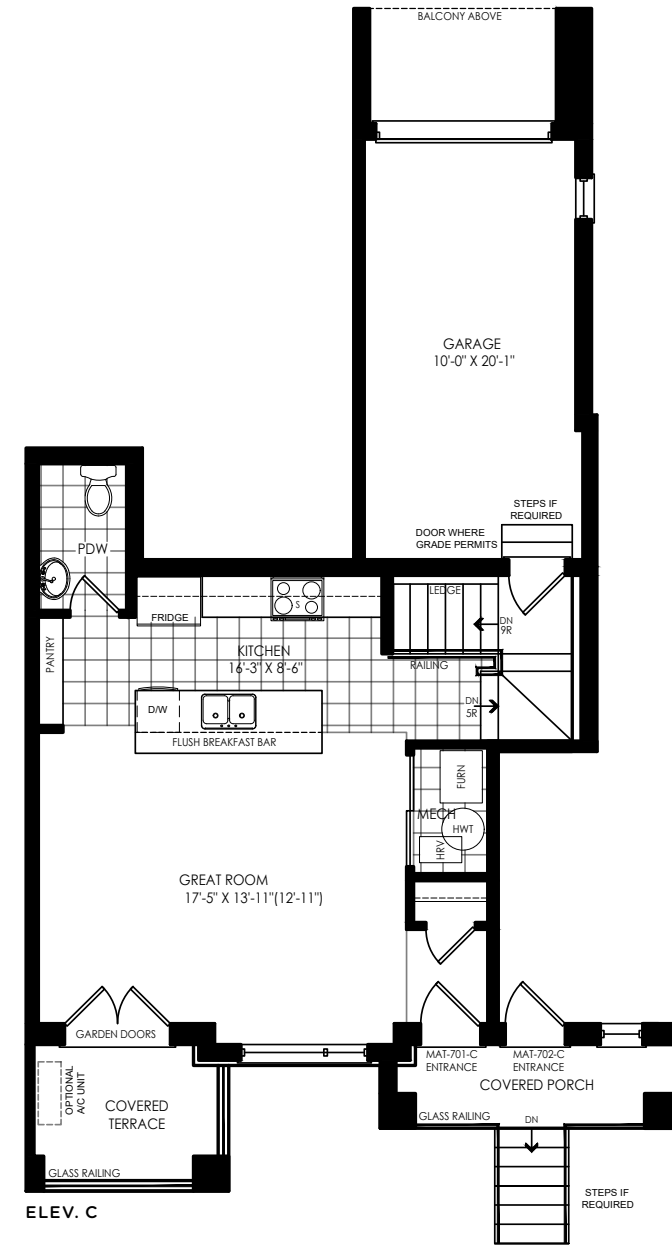 BALCONY ABOVE
GARAGE
10'-0" X 20'-1"
STEPS IF
REQUIRED
DOOR WHERE
GRADE PERMITS
PDW
LEDGE
FRIDGE
S
DN
9R
PANTRY
KITCHEN
16'-3" X 8'-6"
RAILING
DN
5R
D/W
FLUSH BREAKFAST BAR
FURN
MECH
HWT
HRV
GREAT ROOM
17'-5" X 13'-11"(12'-11")
GARDEN DOORS
OPTIONAL
A/C UNIT
COVERED
TERRACE
GLASS RAILING
MAT-701-C
ENTRANCE
MAT-702-C
ENTRANCE
COVERED PORCH
GLASS RAILING
DN
STEPS IF
REQUIRED
ELEV. C